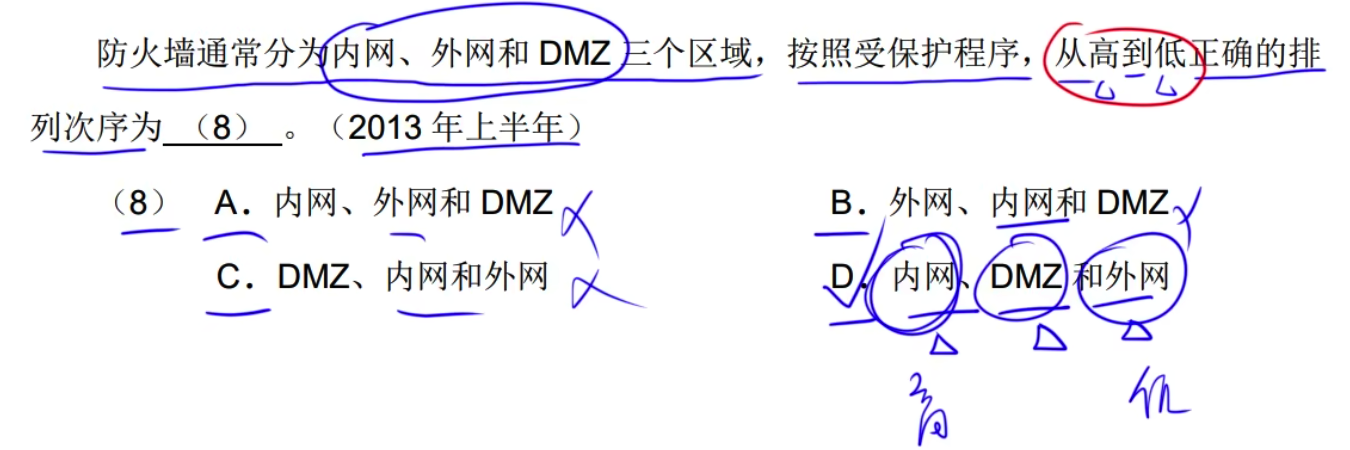 防火墙通常分为内网、外网和 DMZ 三个区域，按照受保护程序，从高到低正确的排
列次序为 （8） 。（2013 年上半年）
（8） A．内网、外网和 DMZ B．外网、内网和 DMZ
C．DMZ、内网和外网 D．内网、DMZ 和外网
高 低